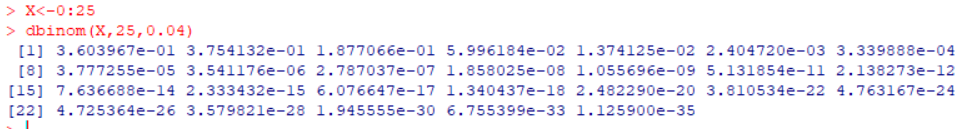 > X<-0:25
> dbinom(X,25,0.04)
[1] 3.603967e-01 3.754132e-01 1.877066e-01 5.996184e-02 1.374125e-02 2.404720e-03 3.339888e-04
[8] 3.777255e-05 3.541176e-06 2.787037e-07 1.858025e-08 1.055696e-09 5.131854e-11 2.138273e-12
[15] 7.636688e-14 2.333432e-15 6.076647e-17 1.340437e-18 2.482290e-20 3.810534e-22 4.763167e-24
[22] 4.725364e-26 3.579821e-28 1.945555e-30 6.755399e-33 1.125900e-35
>